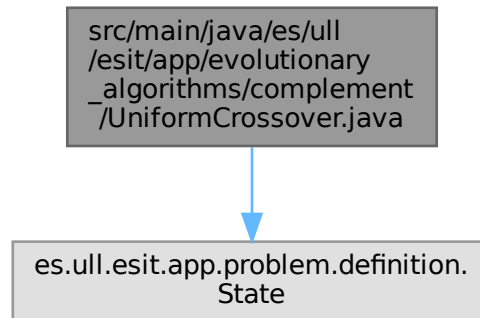 src/main/java/es/ull
/esit/app/evolutionary
_algorithms/complement
/UniformCrossover.java
es.ull.esit.app.problem.definition.
State